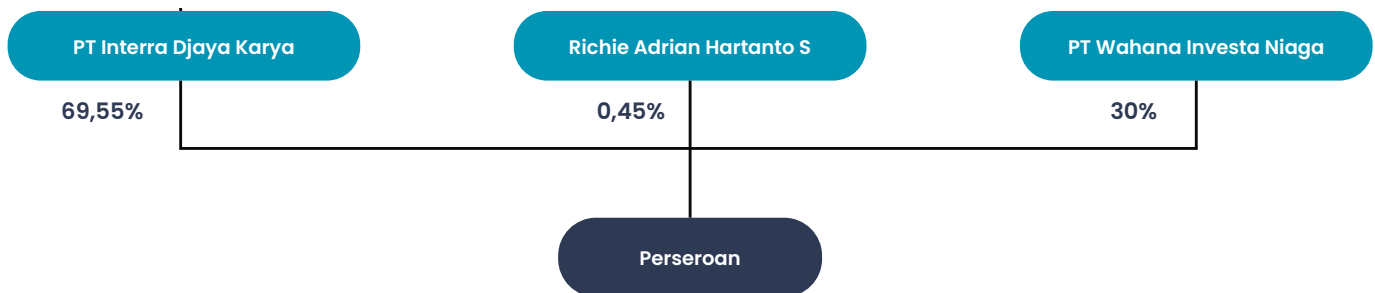 PT Interra Djaya Karya
Richie Adrian Hartanto S
PT Wahana Investa Niaga
69,55%
0,45%
30%
Perseroan